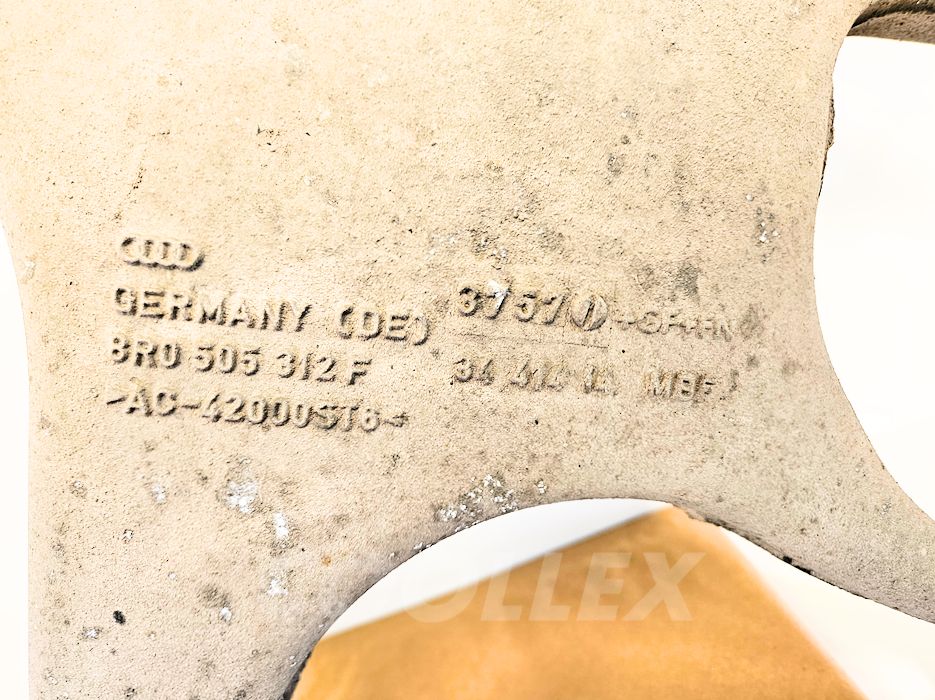 GERMANY (DE)
8R0 505 312 F
>AC-42000ST6<
3757
34 414
OLLEX